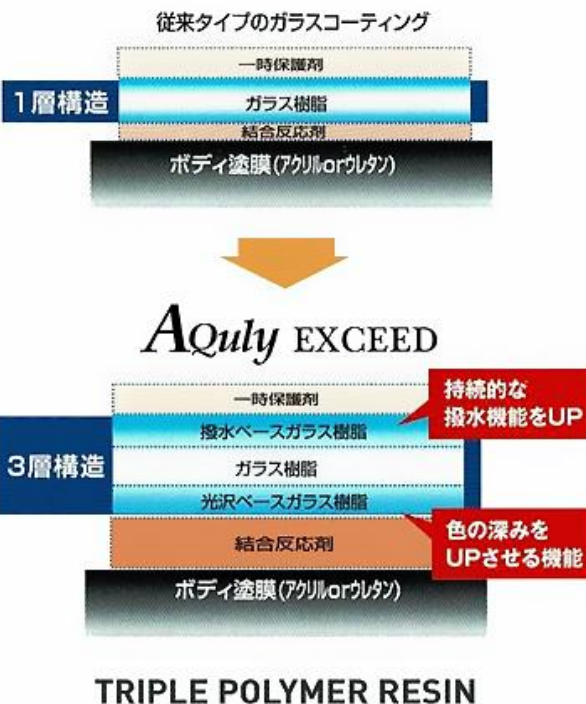 従来タイプのガラスコーティング
一時保護剤
1層構造
ガラス樹脂
結合反応剤
ボディ塗膜(アクリルorウレタン)
AQuly EXCEED
一時保護剤
持続的な
撥水機能をUP
撥水ベースガラス樹脂
3層構造
ガラス樹脂
光沢ベースガラス樹脂
色の深みを
UPさせる機能
結合反応剤
ボディ塗膜(アクリルorウレタン)
TRIPLE POLYMER RESIN